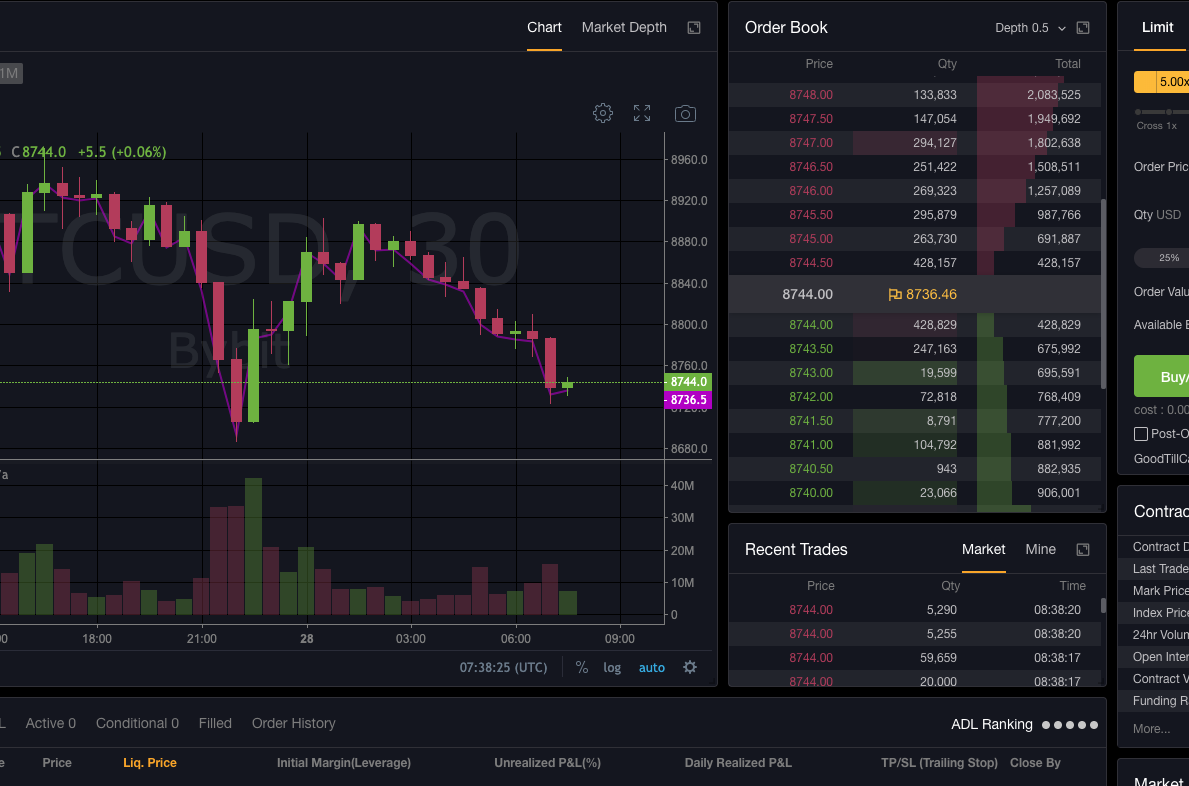 Chart Market Depth
1M
C8744.0 +5.5 (+0.06%)
TCUSD, 30
Bybit
8960.0
8920.0
8880.0
8840.0
8800.0
8760.0
8744.0
8736.5
8720.0
8680.0
40M
30M
20M
10M
0
18:00 21:00 28 03:00 06:00 09:00
07:38:25 (UTC) % log auto
Order Book Depth 0.5
Price Qty Total
8748.00 133,833 2,083,525
8747.50 147,054 1,949,692
8747.00 294,127 1,802,638
8746.50 251,422 1,508,511
8746.00 269,323 1,257,089
8745.50 295,879 987,766
8745.00 263,730 691,887
8744.50 428,157 428,157
8744.00 8736.46
8744.00 428,829 428,829
8743.50 247,163 675,992
8743.00 19,599 695,591
8742.00 72,818 768,409
8741.50 8,791 777,200
8741.00 104,792 881,992
8740.50 943 882,935
8740.00 23,066 906,001
Recent Trades Market Mine
Price Qty Time
8744.00 5,290 08:38:20
8744.00 5,255 08:38:20
8744.00 59,659 08:38:17
8744.00 20,000 08:38:17
Limit
5.00x
Cross 1x
Order Pric
Qty USD
25%
Order Valu
Available B
Buy/
cost : 0.00
Post-O
GoodTillCa
Contrac
Contract D
Last Trade
Mark Price
Index Price
24hr Volun
Open Inter
Contract V
Funding R
More...
Market
L Active 0 Conditional 0 Filled Order History
ADL Ranking
e Price Liq. Price Initial Margin(Leverage) Unrealized P&L(%) Daily Realized P&L TP/SL (Trailing Stop) Close By